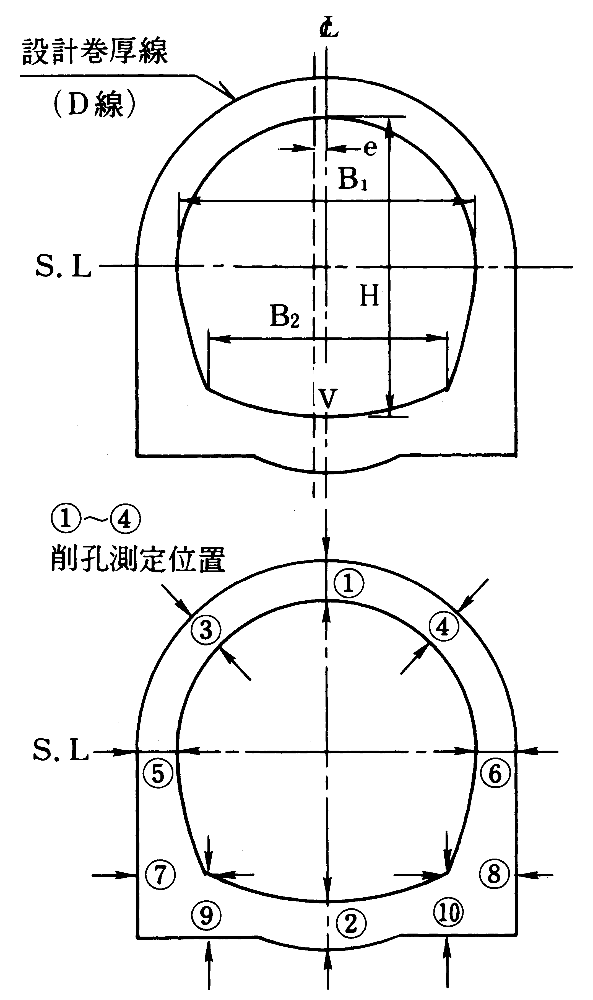 ℄
設計巻厚線
(D線)
e
B₁
S.L
H
B₂
V
①~④
削孔測定位置
①
③
④
S.L
⑤
⑥
⑦
⑧
⑨
②
⑩